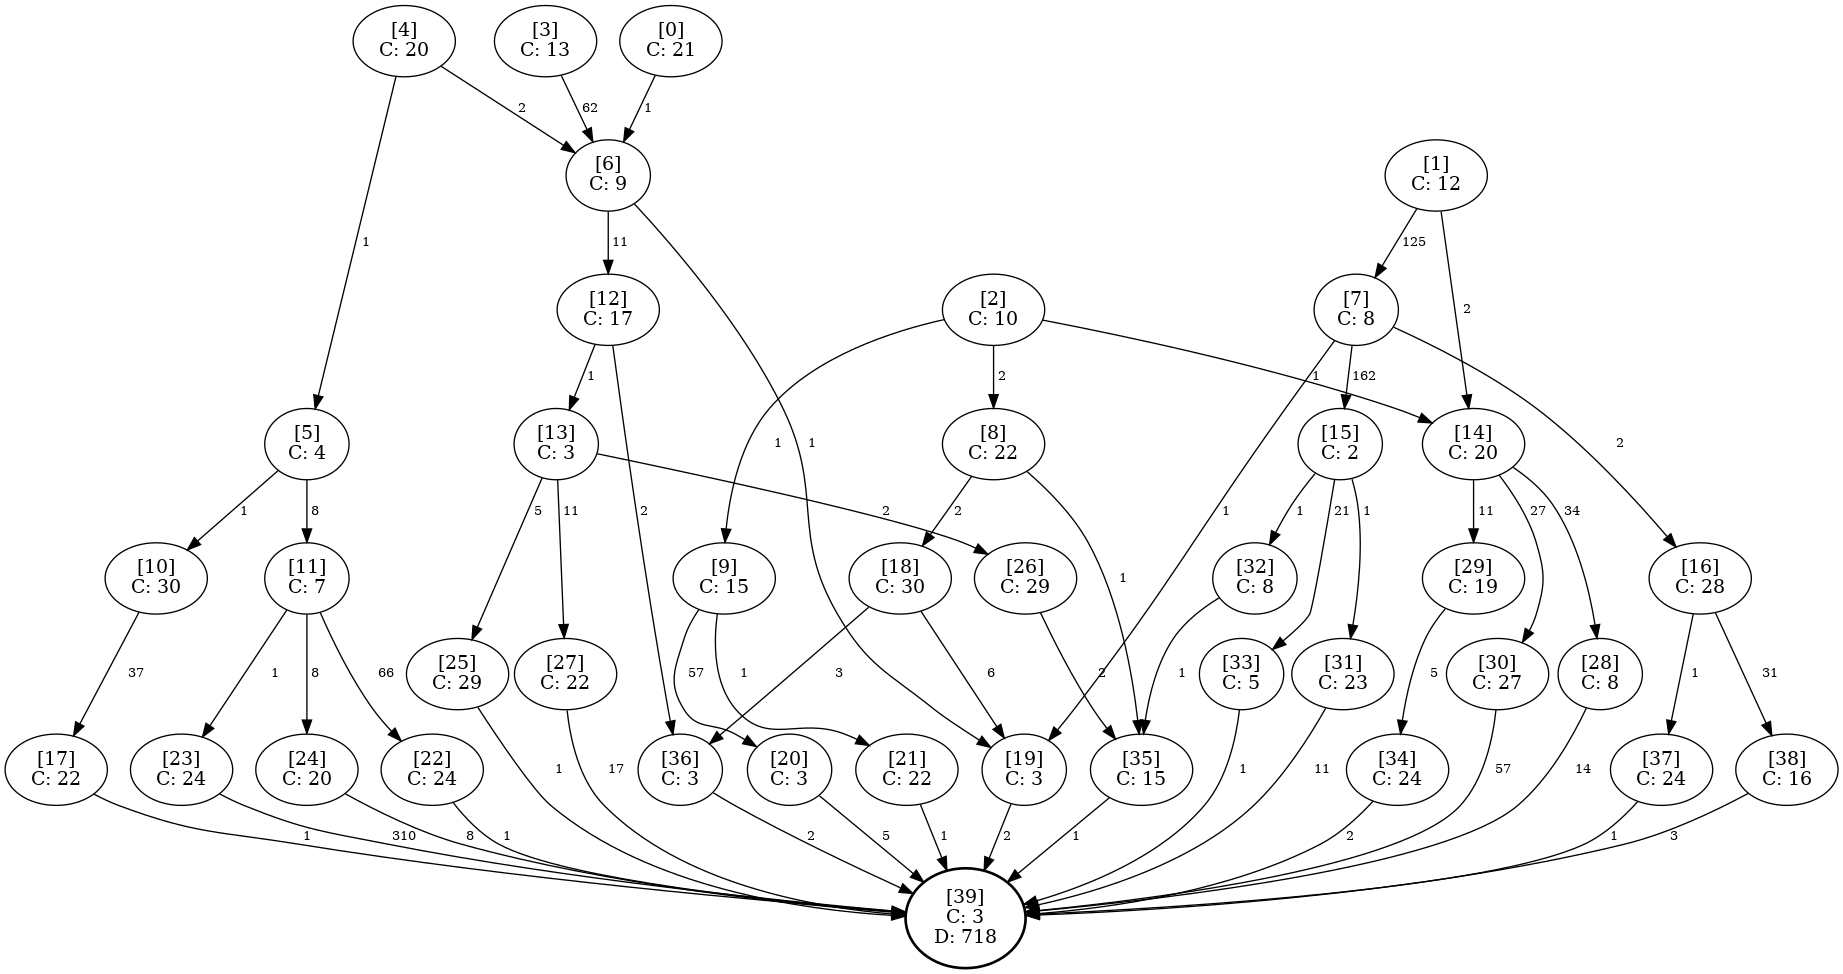 [4]
C: 20
[3]
C: 13
[0]
C: 21
2
62
1
[6]
C: 9
[1]
C: 12
1
11
125
[12]
C: 17
[2]
C: 10
[7]
C: 8
2
1
2
1
162
[5]
C: 4
[13]
C: 3
1
1
[8]
C: 22
[15]
C: 2
[14]
C: 20
2
1
8
5
11
2
2
2
1
1
21
1
11
27
34
[10]
C: 30
[11]
C: 7
[9]
C: 15
[18]
C: 30
[26]
C: 29
1
[32]
C: 8
[29]
C: 19
[16]
C: 28
37
1
8
66
[25]
C: 29
[27]
C: 22
57
1
3
6
2
1
[33]
C: 5
[31]
C: 23
5
[30]
C: 27
[28]
C: 8
1
31
[17]
C: 22
[23]
C: 24
[24]
C: 20
[22]
C: 24
1
17
[36]
C: 3
[20]
C: 3
[21]
C: 22
[19]
C: 3
[35]
C: 15
1
11
[34]
C: 24
57
14
[37]
C: 24
[38]
C: 16
1
310
8
1
2
5
1
2
1
2
1
3
[39]
C: 3
D: 718